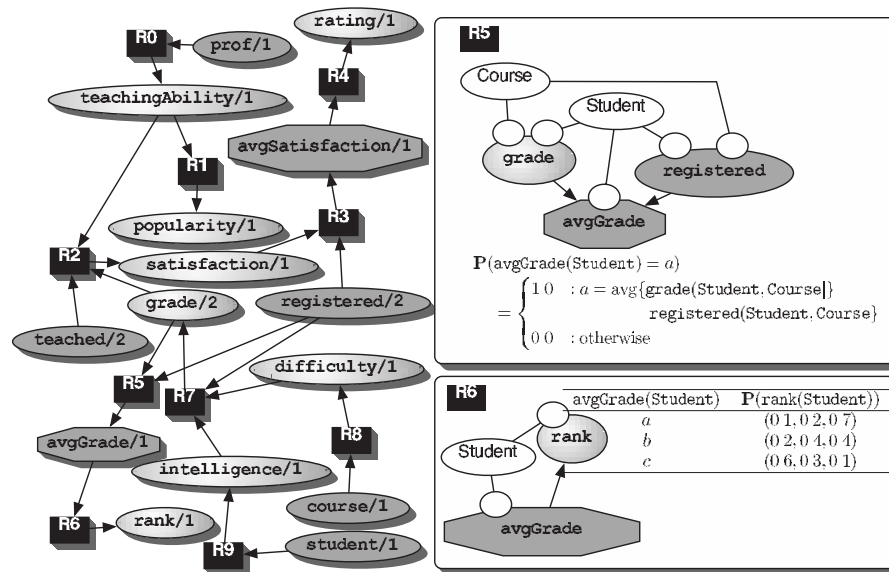 rating/1
R0
prof/1
R4
teachingAbility/1
avgSatisfaction/1
R1
popularity/1
R3
R2
satisfaction/1
grade/2
registered/2
teached/2
R5
R7
difficulty/1
avgGrade/1
R8
intelligence/1
R6
rank/1
course/1
R9
student/1
R5
Course
Student
grade
registered
avgGrade
P(avgGrade(Student) = a)
= { 1 0 : a = avg{grade(Student, Course|}
registered(Student, Course}
0 0 : otherwise
R6
avgGrade(Student) P(rank(Student))
a (0 1, 0 2, 0 7)
b (0 2, 0 4, 0 4)
c (0 6, 0 3, 0 1)
rank
Student
avgGrade